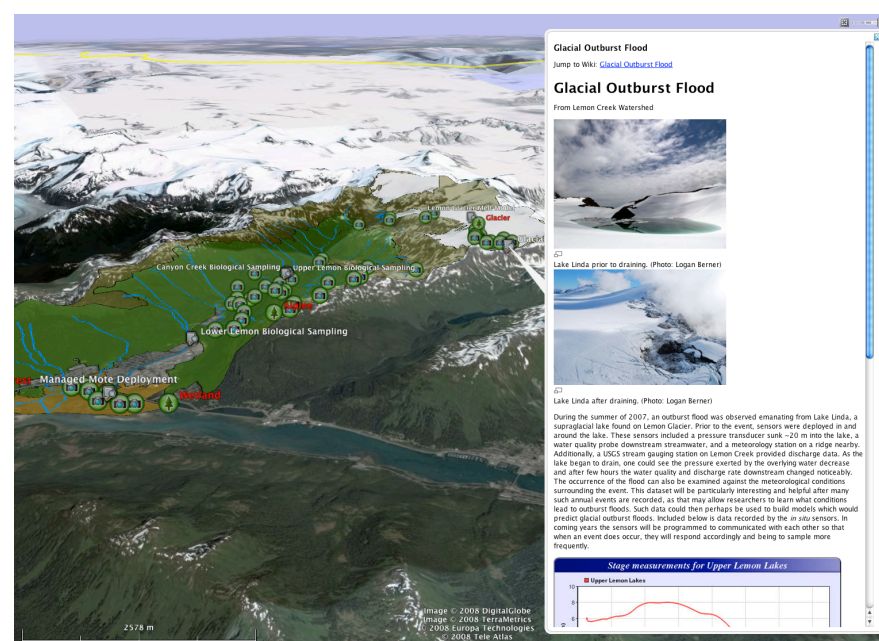 Glacial Outburst Flood
Jump to Wiki: Glacial Outburst Flood
Glacial Outburst Flood
From Lemon Creek Watershed
Lake Linda prior to draining. (Photo: Logan Berner)
Lake Linda after draining. (Photo: Logan Berner)
During the summer of 2007, an outburst flood was observed emanating from Lake Linda, a
supraglacial lake found on Lemon Glacier. Prior to the event, sensors were deployed in and
around the lake. These sensors included a pressure transducer sunk ~20 m into the lake, a
water quality probe downstream streamwater, and a meteorology station on a ridge nearby.
Additionally, a USGS stream gauging station on Lemon Creek provided discharge data. As the
lake began to drain, one could see the pressure exerted by the overlying water decrease
and after few hours the water quality and discharge rate downstream changed noticeably.
The occurrence of the flood can also be examined against the meteorological conditions
surrounding the event. This dataset will be particularly interesting and helpful after many
such annual events are recorded, as that may allow researchers to learn what conditions
lead to outburst floods. Such data could then perhaps be used to build models which would
predict glacial outburst floods. Included below is data recorded by the in situ sensors. In
coming years the sensors will be programmed to communicated with each other so that
when an event does occur, they will respond accordingly and being to sample more
frequently.
Stage measurements for Upper Lemon Lakes
Upper Lemon Lakes
10
8
6
Lemon Glacier Melt Model
Glacier
Glacial
Canyon Creek Biological Sampling
Upper Lemon Biological Sampling
Lower Lemon Biological Sampling
Managed Mote Deployment
Wetland
2578 m
Image © 2008 DigitalGlobe
Image © 2008 TerraMetrics
© 2008 Europa Technologies
© 2008 Tele Atlas